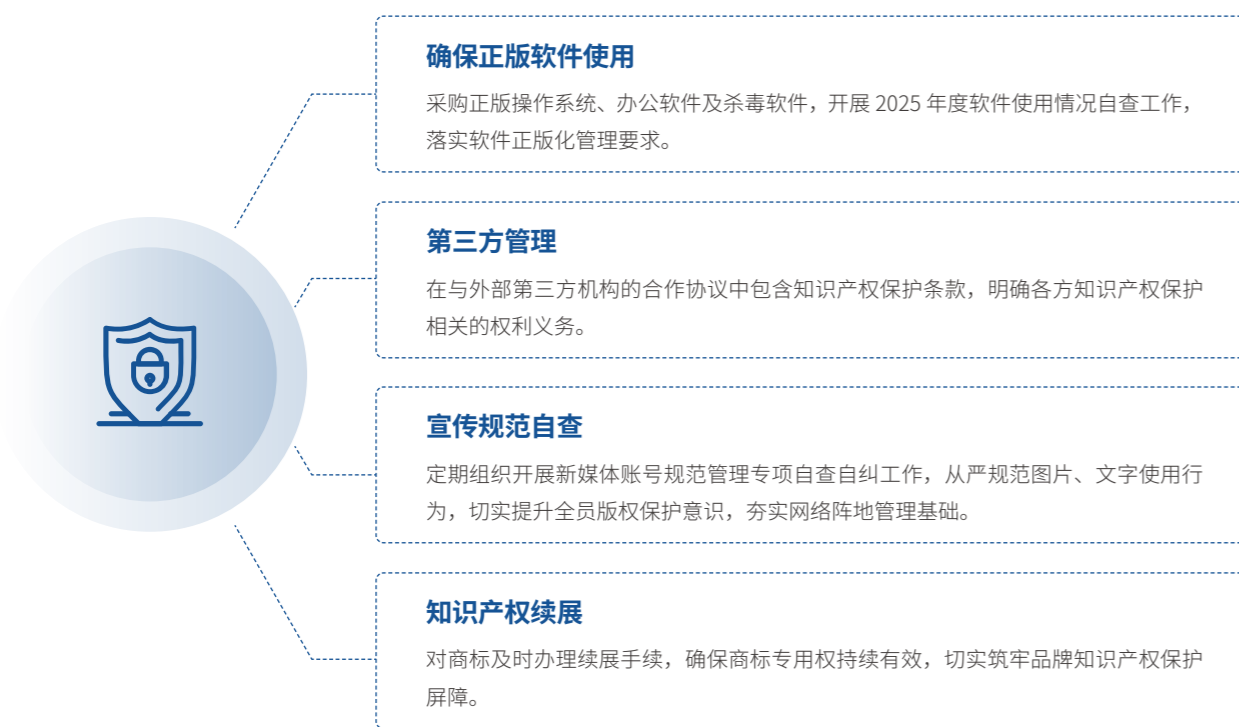 确保正版软件使用
采购正版操作系统、办公软件及杀毒软件，开展 2025 年度软件使用情况自查工作，
落实软件正版化管理要求。
第三方管理
在与外部第三方机构的合作协议中包含知识产权保护条款，明确各方知识产权保护
相关的权利义务。
宣传规范自查
定期组织开展新媒体账号规范管理专项自查自纠工作，从严规范图片、文字使用行
为，切实提升全员版权保护意识，夯实网络阵地管理基础。
知识产权续展
对商标及时办理续展手续，确保商标专用权持续有效，切实筑牢品牌知识产权保护
屏障。